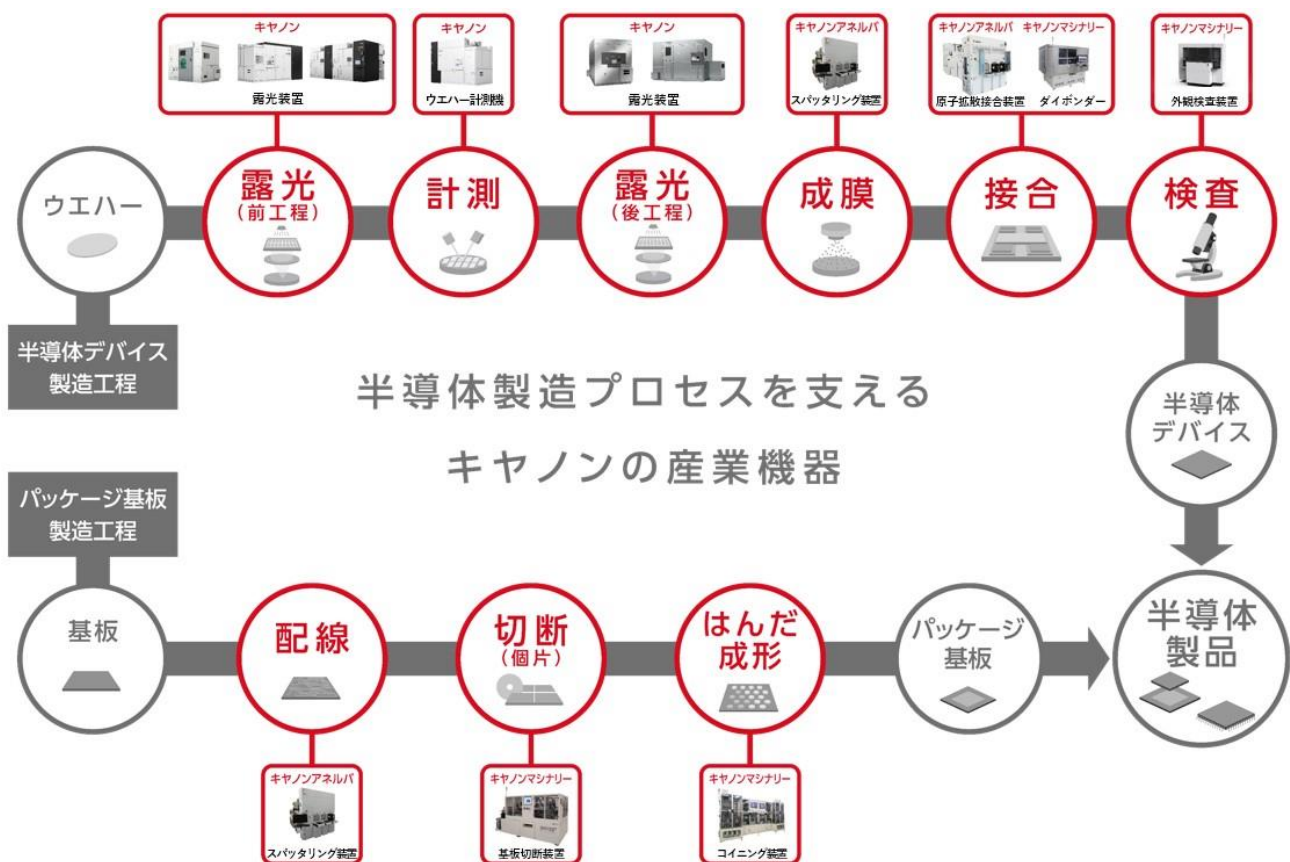 キヤノン
露光装置
キヤノン
ウエハー計測機
キヤノン
露光装置
キヤノンアネルバ
スパッタリング装置
キヤノンアネルバ
キヤノンマシナリー
原子拡散接合装置
ダイボンダー
キヤノンマシナリー
外観検査装置
ウエハー
露光
(前工程)
計測
露光
(後工程)
成膜
接合
検査
半導体デバイス
製造工程
半導体製造プロセスを支える
キヤノンの産業機器
半導体
デバイス
パッケージ基板
製造工程
基板
配線
切断
(個片)
はんだ
成形
パッケージ
基板
半導体
製品
キヤノンアネルバ
スパッタリング装置
キヤノンマシナリー
基板切断装置
キヤノンマシナリー
コイニング装置